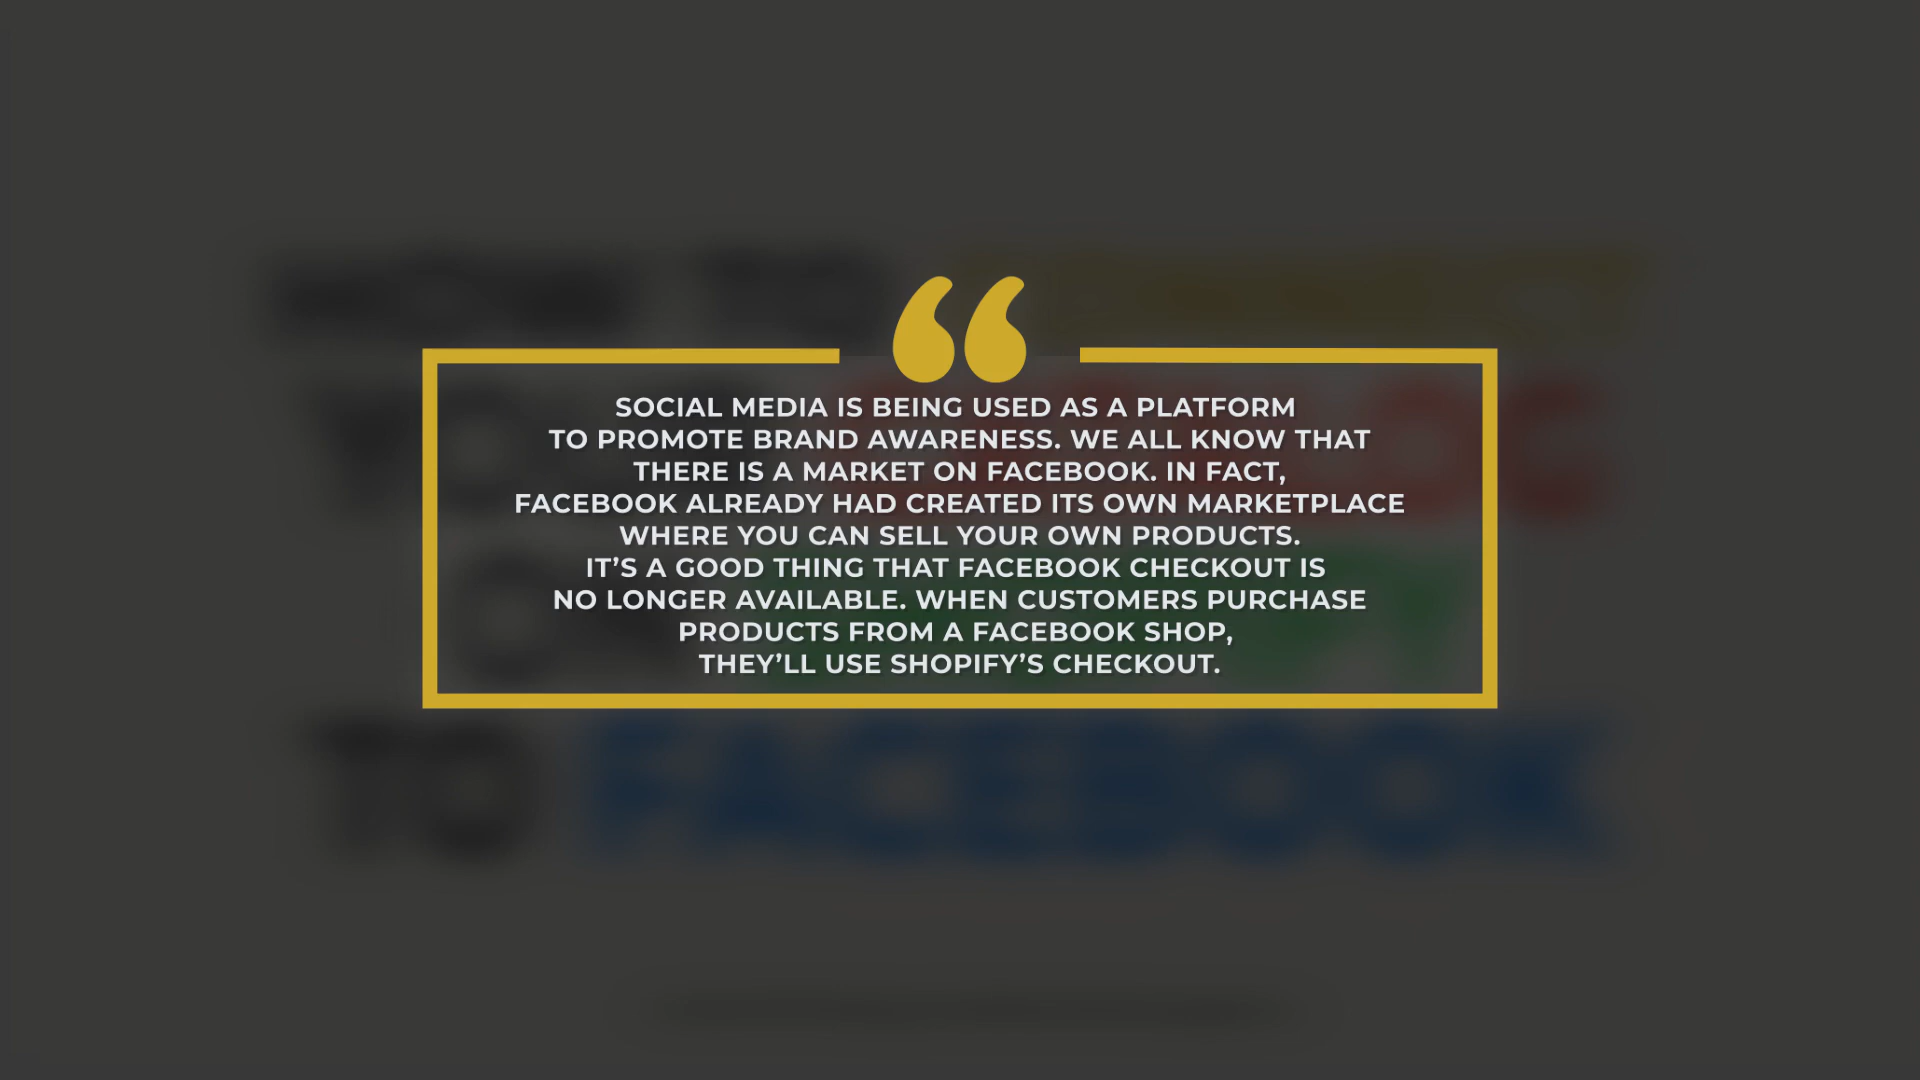 SOCIAL MEDIA IS BEING USED AS A PLATFORM
TO PROMOTE BRAND AWARENESS. WE ALL KNOW THAT
THERE IS A MARKET ON FACEBOOK. IN FACT,
FACEBOOK ALREADY HAD CREATED ITS OWN MARKETPLACE
WHERE YOU CAN SELL YOUR OWN PRODUCTS.
IT’S A GOOD THING THAT FACEBOOK CHECKOUT IS
NO LONGER AVAILABLE. WHEN CUSTOMERS PURCHASE
PRODUCTS FROM A FACEBOOK SHOP,
THEY’LL USE SHOPIFY’S CHECKOUT.
TO FACEBOOK